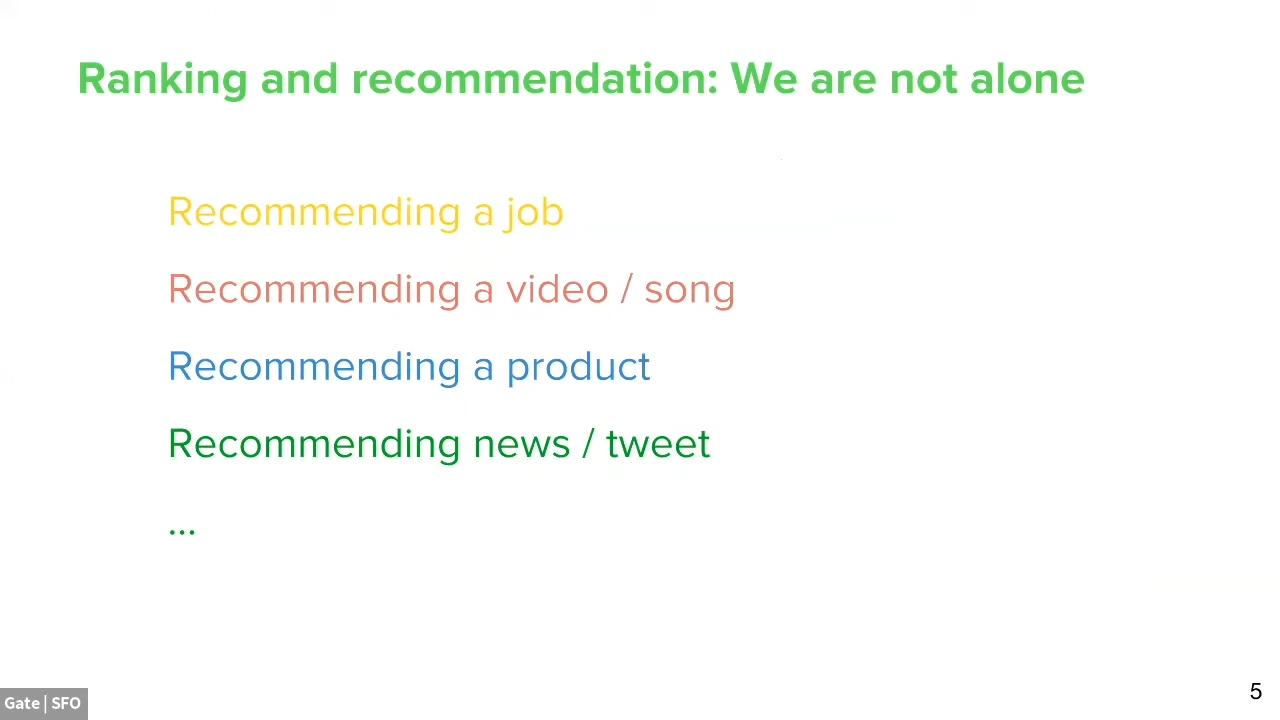 Ranking and recommendation: We are not alone
Recommending a job
Recommending a video / song
Recommending a product
Recommending news / tweet
...
Gate | SFO
5